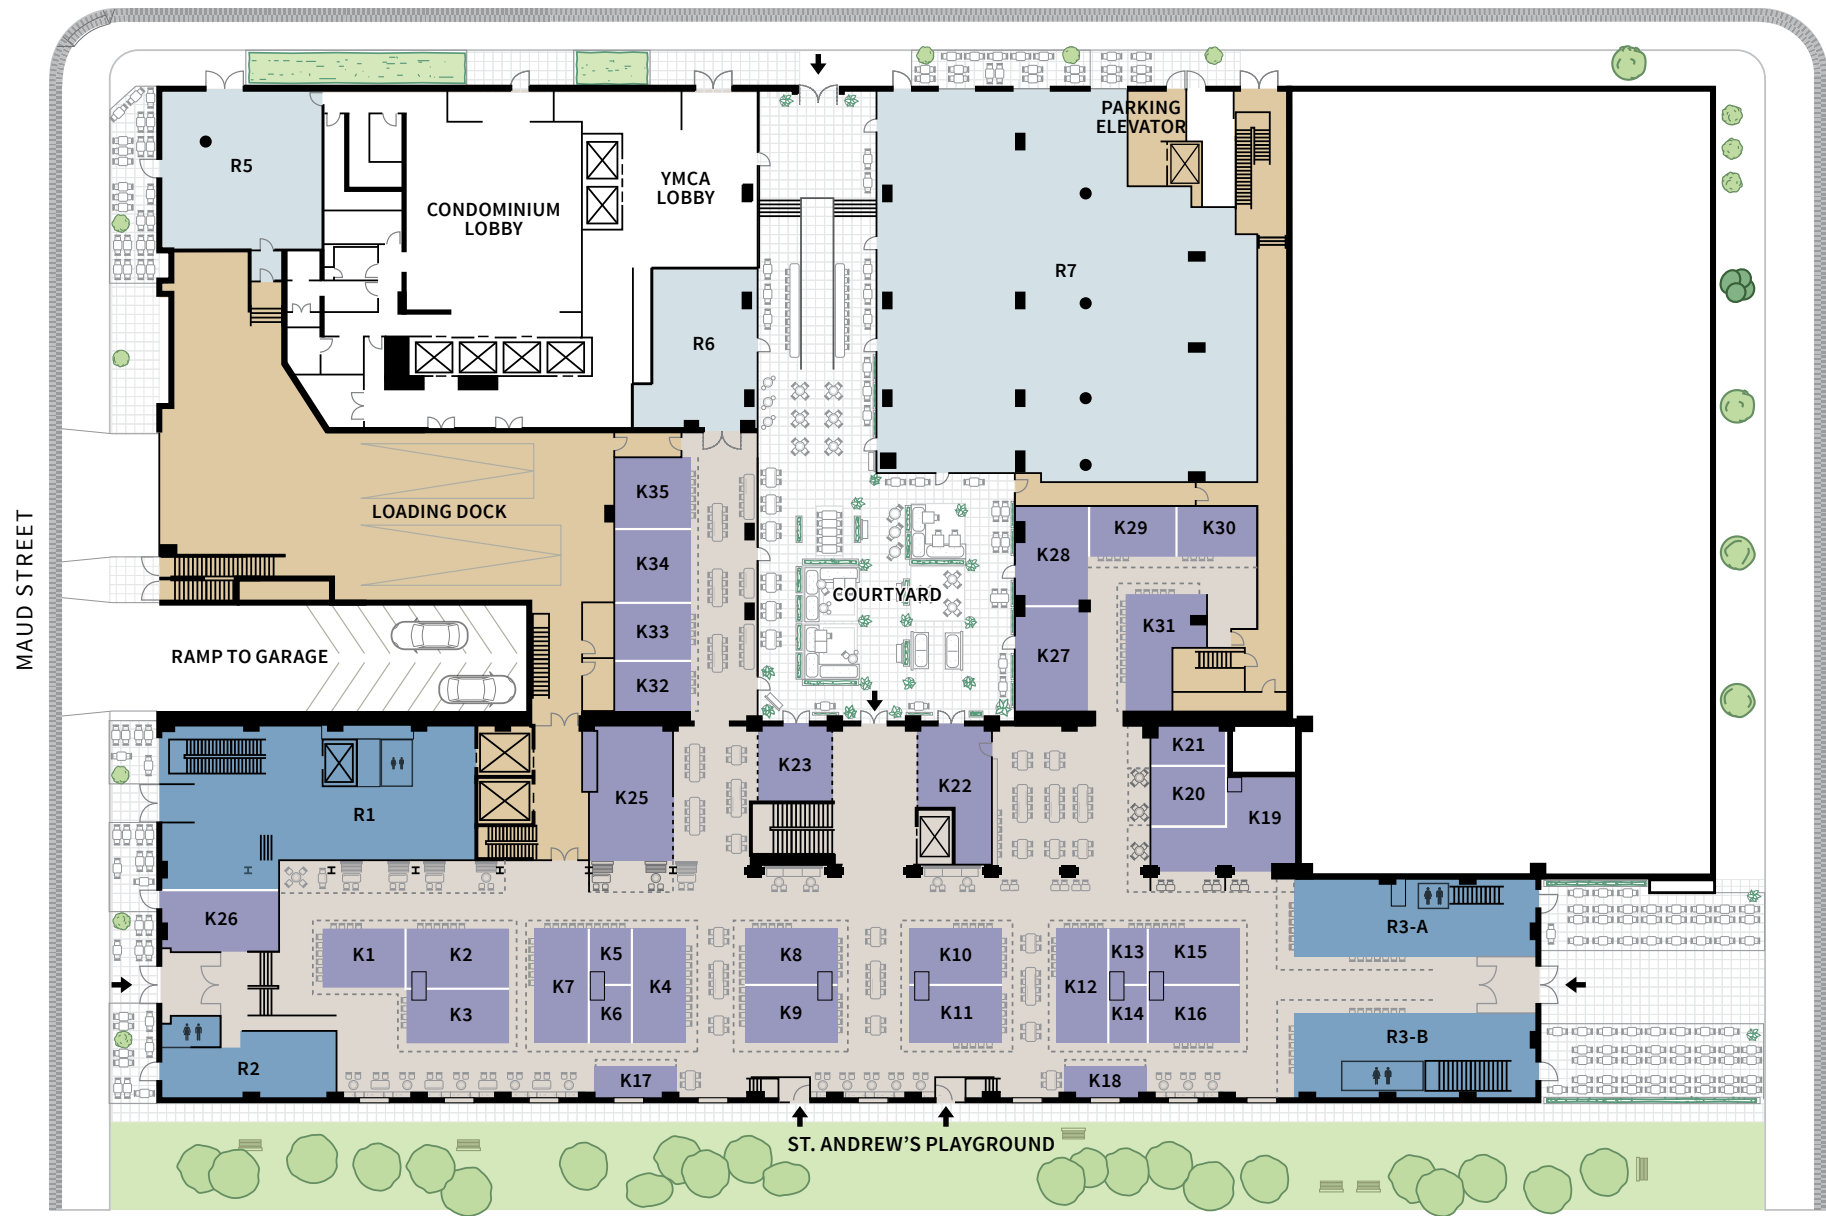 PARKING
ELEVATOR
R5
YMCA
LOBBY
CONDOMINIUM
LOBBY
R7
R6
K35
LOADING DOCK
K34
K28
K29
K30
COURTYARD
K33
K31
MAUD STREET
RAMP TO GARAGE
K27
K32
K21
K23
K22
K25
K20
R1
K19
K26
R3-A
K1
K2
K5
K8
K10
K13
K15
K7
K4
K12
K3
K6
K9
K11
K14
K16
R3-B
R2
K17
K18
ST. ANDREW'S PLAYGROUND